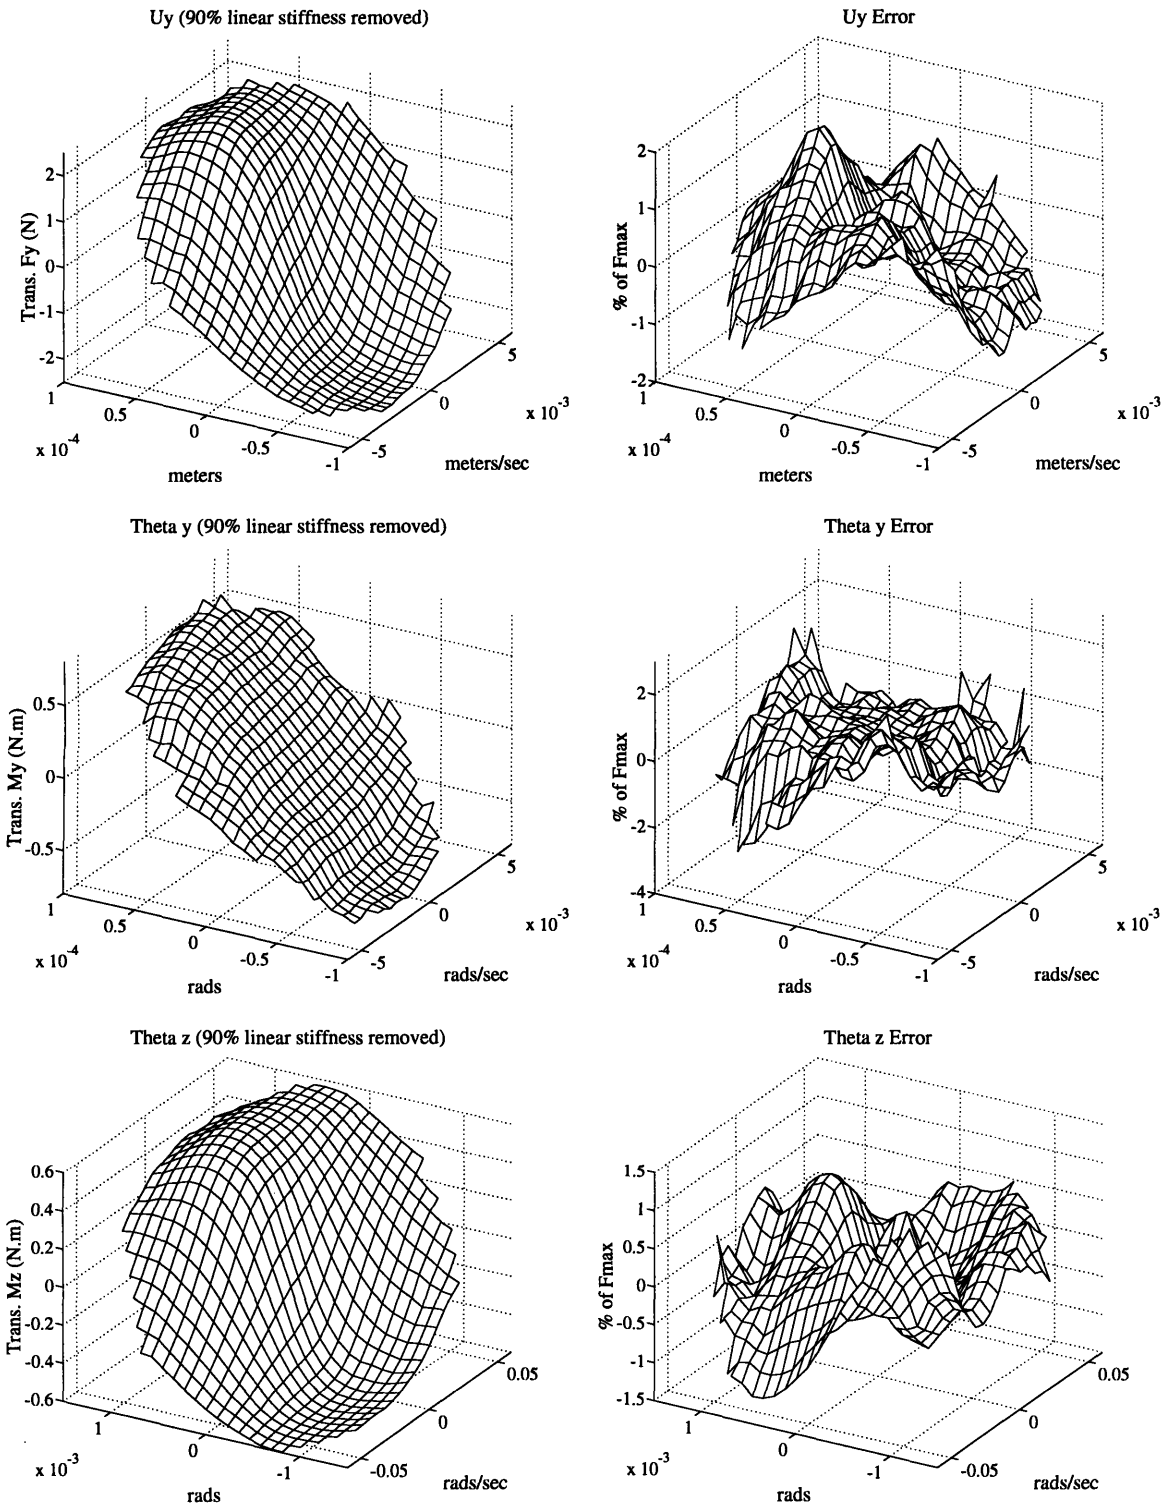 Uy (90% linear stiffness removed)
Trans. Fy (N)
2
1
0
-1
-2
1
0.5
0
-0.5
-1
x 10-4
meters
-5
0
5
x 10-3
meters/sec
Uy Error
% of Fmax
2
1
0
-1
-2
1
0.5
0
-0.5
-1
x 10-4
meters
-5
0
5
x 10-3
meters/sec
Theta y (90% linear stiffness removed)
Trans. My (N.m)
0.5
0
-0.5
1
0.5
0
-0.5
-1
x 10-4
rads
-5
0
5
x 10-3
rads/sec
Theta y Error
% of Fmax
2
0
-2
-4
1
0.5
0
-0.5
-1
x 10-4
rads
-5
0
5
x 10-3
rads/sec
Theta z (90% linear stiffness removed)
Trans. Mz (N.m)
0.6
0.4
0.2
0
-0.2
-0.4
-0.6
1
0
-1
x 10-3
rads
-0.05
0
0.05
rads/sec
Theta z Error
% of Fmax
1.5
1
0.5
0
-0.5
-1
-1.5
1
0
-1
x 10-3
rads
-0.05
0
0.05
rads/sec